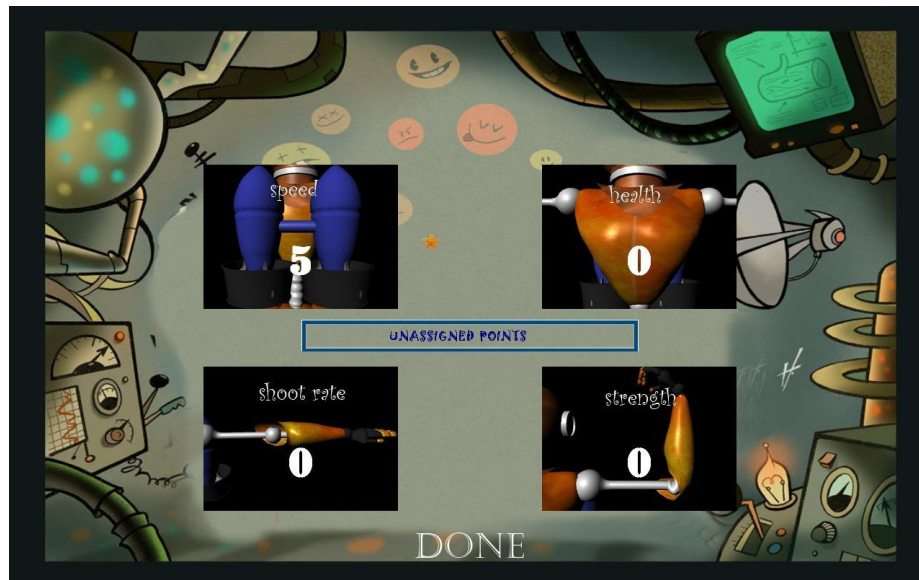 speed
5
health
0
UNASSIGNED POINTS
shoot rate
0
strength
0
DONE